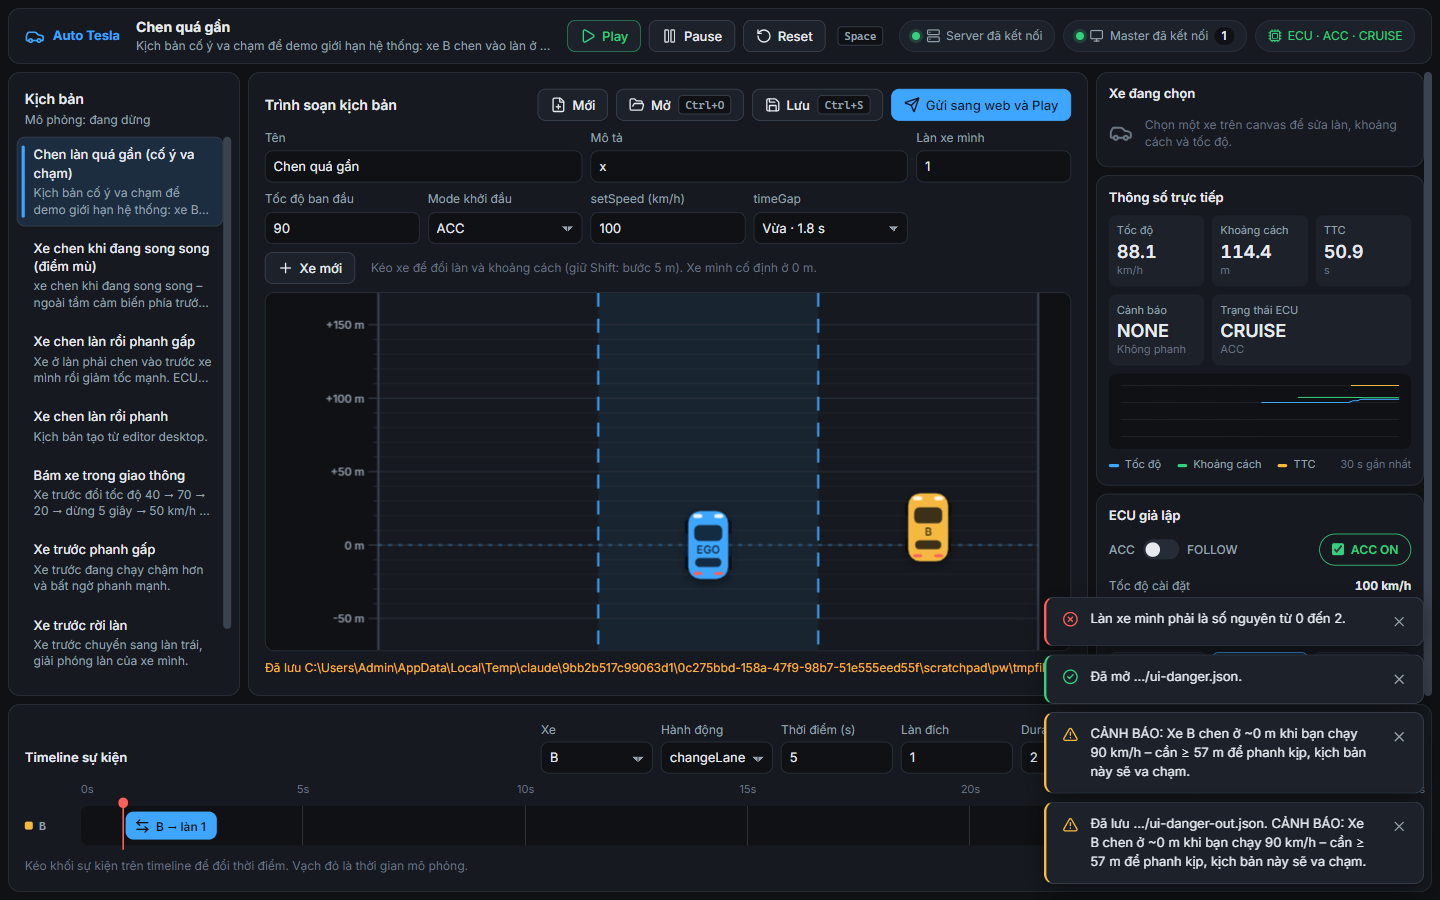 Auto Tesla
Chen quá gần
Kịch bản cố ý va chạm để demo giới hạn hệ thống: xe B chen vào làn ở ...
Play
Pause
Reset
Space
Server đã kết nối
Master đã kết nối 1
ECU · ACC · CRUISE
Kịch bản
Mô phỏng: đang dừng
Chen làn quá gần (cố ý va
chạm)
Kịch bản cố ý va chạm để
demo giới hạn hệ thống: xe B...
Xe chen khi đang song song
(điểm mù)
xe chen khi đang song song –
ngoài tầm cảm biến phía trướ...
Xe chen làn rồi phanh gấp
Xe ở làn phải chen vào trước xe
mình rồi giảm tốc mạnh. ECU...
Xe chen làn rồi phanh
Kịch bản tạo từ editor desktop.
Bám xe trong giao thông
Xe trước đổi tốc độ 40 → 70 →
20 → dừng 5 giây → 50 km/h ...
Xe trước phanh gấp
Xe trước đang chạy chậm hơn
và bất ngờ phanh mạnh.
Xe trước rời làn
Xe trước chuyển sang làn trái,
giải phóng làn của xe mình.
Trình soạn kịch bản
Mới
Mở Ctrl+O
Lưu Ctrl+S
Gửi sang web và Play
Tên
Mô tả
Làn xe mình
Chen quá gần
x
1
Tốc độ ban đầu
Mode khởi đầu
setSpeed (km/h)
timeGap
90
ACC
100
Vừa · 1.8 s
Xe mới
Kéo xe để đổi làn và khoảng cách (giữ Shift: bước 5 m). Xe mình cố định ở 0 m.
+150 m
+100 m
+50 m
0 m
-50 m
EGO
B
Đã lưu C:\Users\Admin\AppData\Local\Temp\claude\9bb2b517c99063d1\0c275bbd-158a-47f9-98b7-51e555eed55f\scratchpad\pw\tmpfi
Xe đang chọn
Chọn một xe trên canvas để sửa làn, khoảng
cách và tốc độ.
Thông số trực tiếp
Tốc độ
88.1
km/h
Khoảng cách
114.4
m
TTC
50.9
s
Cảnh báo
NONE
Không phanh
Trạng thái ECU
CRUISE
ACC
Tốc độ
Khoảng cách
TTC
30 s gần nhất
ECU giả lập
ACC
FOLLOW
ACC ON
Tốc độ cài đặt
100 km/h
Làn xe mình phải là số nguyên từ 0 đến 2.
Đã mở .../ui-danger.json.
CẢNH BÁO: Xe B chen ở ~0 m khi bạn chạy
90 km/h – cần ≥ 57 m để phanh kịp, kịch bản
này sẽ va chạm.
Đã lưu .../ui-danger-out.json. CẢNH BÁO: Xe
B chen ở ~0 m khi bạn chạy 90 km/h – cần ≥
57 m để phanh kịp, kịch bản này sẽ va chạm.
Timeline sự kiện
Xe
Hành động
Thời điểm (s)
Làn đích
Dura
B
changeLane
5
1
2
0s
5s
10s
15s
20s
B
B → làn 1
Kéo khối sự kiện trên timeline để đổi thời điểm. Vạch đỏ là thời gian mô phỏng.